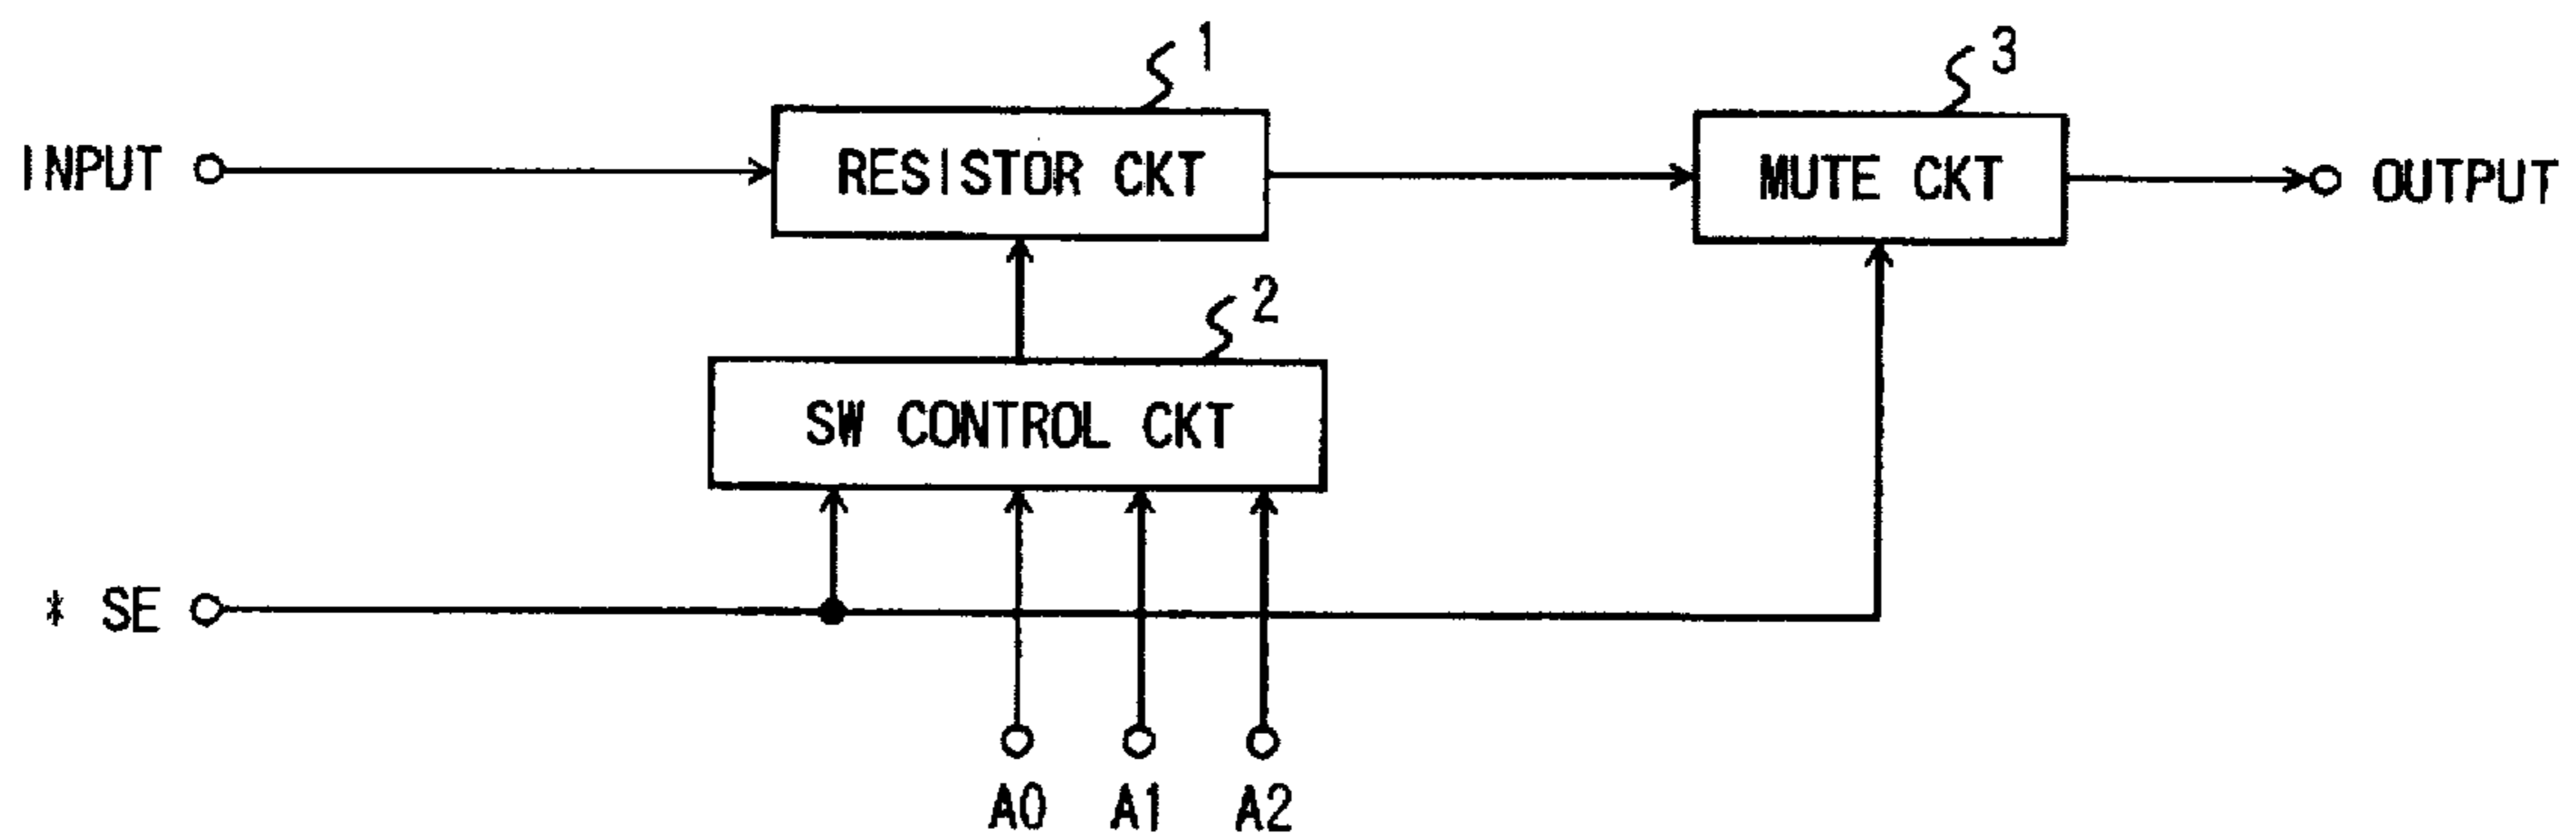 1
3
INPUT
RESISTOR CKT
MUTE CKT
OUTPUT
2
SW CONTROL CKT
* SE
A0
A1
A2